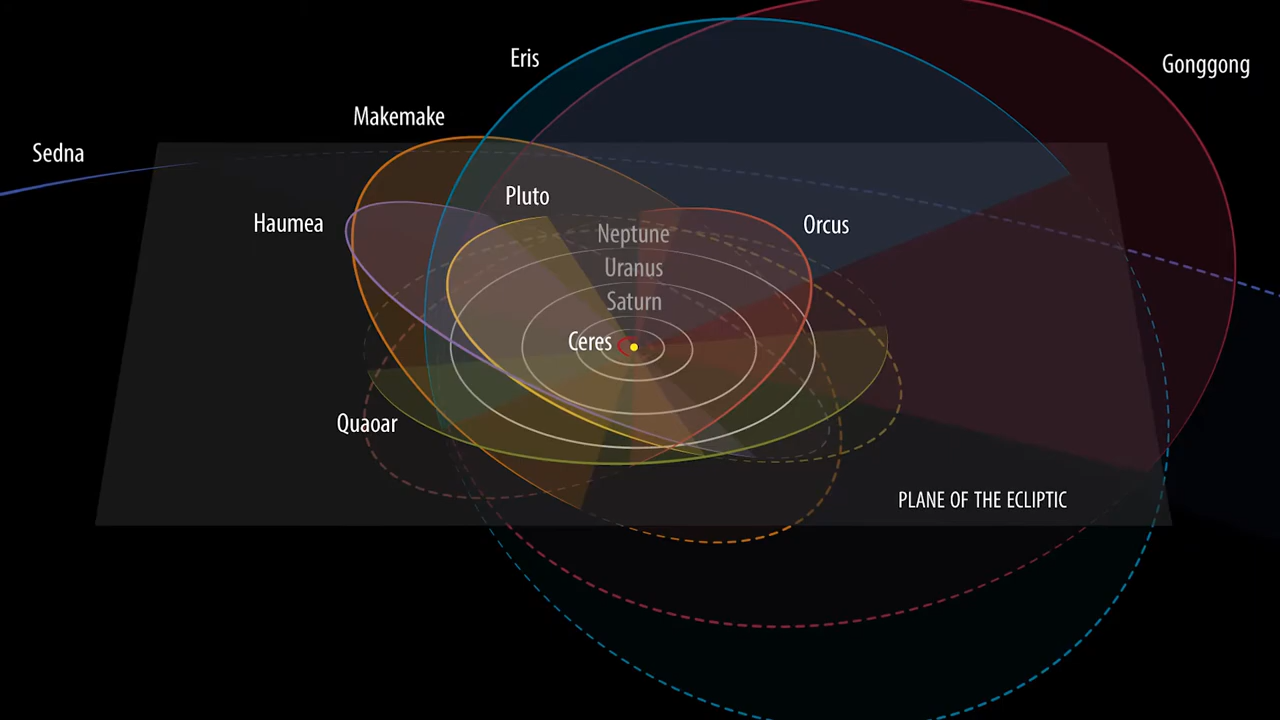 Eris
Gonggong
Makemake
Sedna
Pluto
Haumea
Orcus
Neptune
Uranus
Saturn
Ceres
Quaoar
PLANE OF THE ECLIPTIC